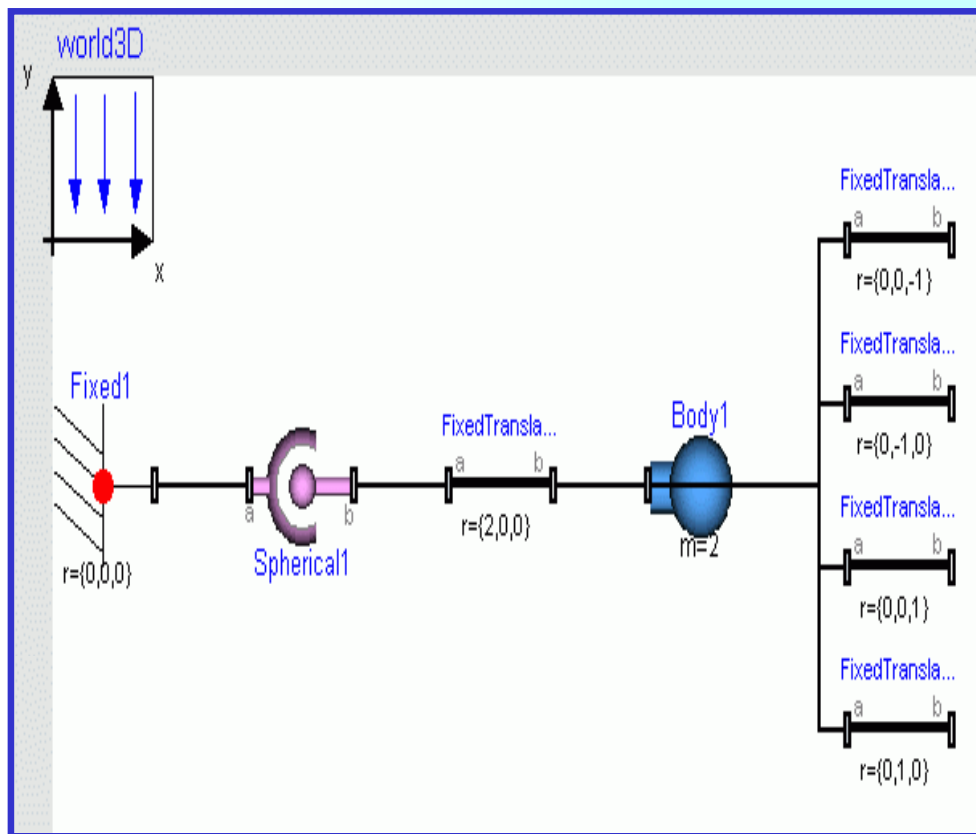 world3D
y
x
FixedTransla...
a b
r={0,0,-1}
FixedTransla...
a b
r={0,-1,0}
Fixed1
r={0,0,0}
a b
Spherical1
FixedTransla...
a b
r={2,0,0}
Body1
m=2
FixedTransla...
a b
r={0,0,1}
FixedTransla...
a b
r={0,1,0}